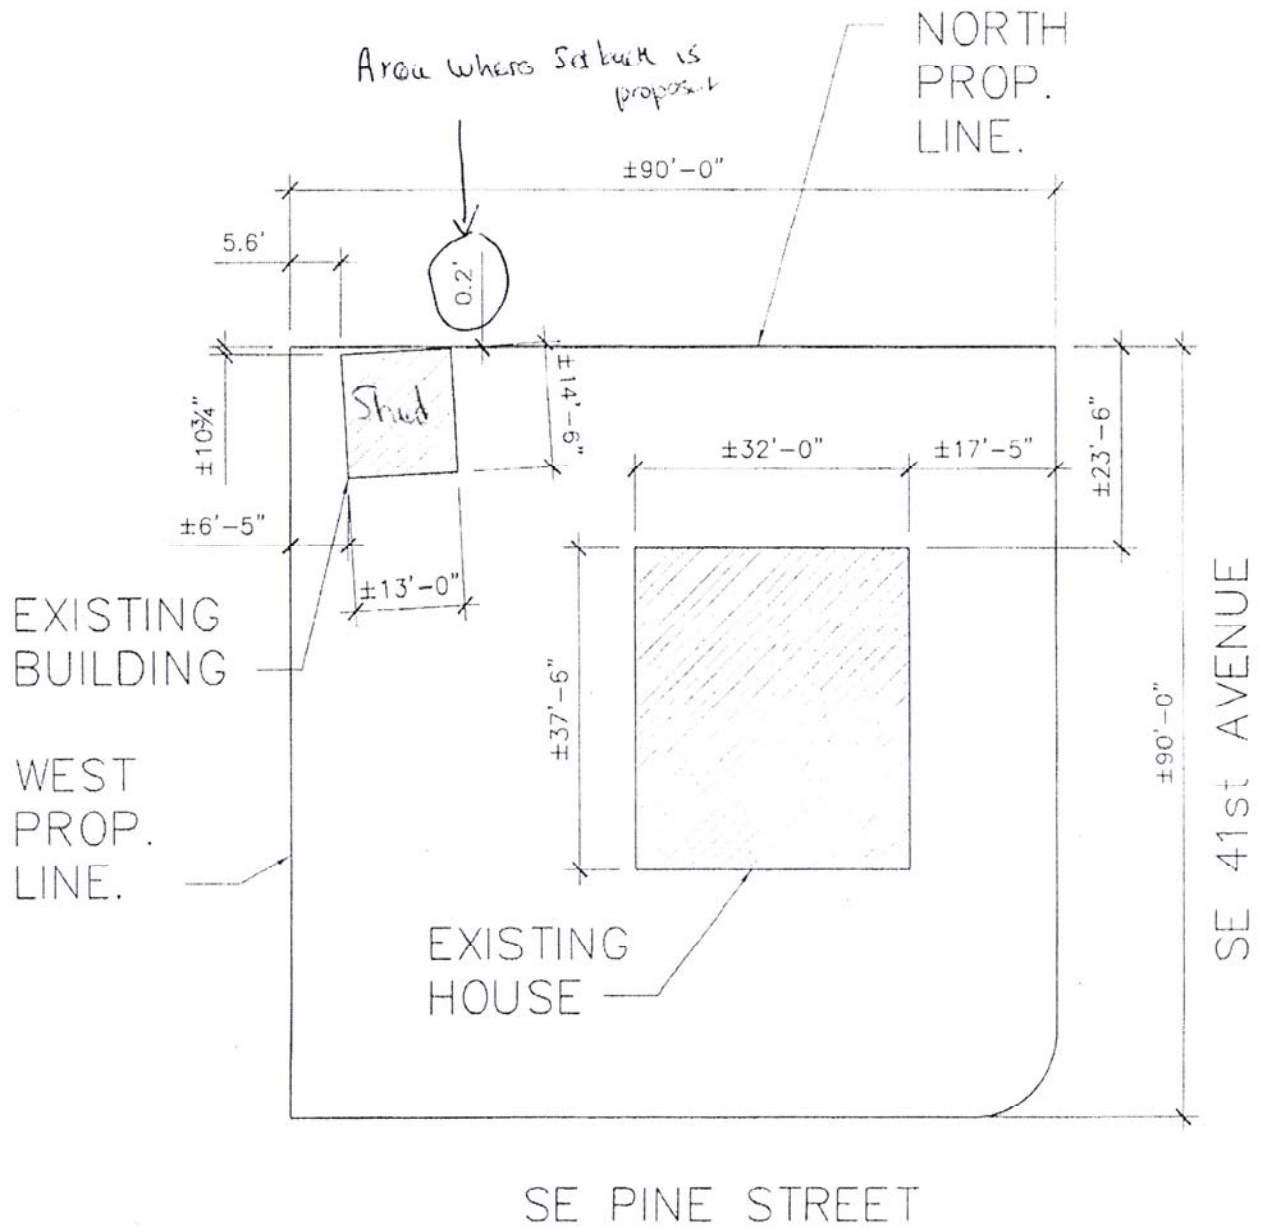 NORTH
PROP.
LINE.
Area where Setback is
propos
±90'-0"
5.6'
0.2'
±10¾"
Shed
±14'-6"
±32'-0"
±17'-5"
±23'-6"
±6'-5"
±13'-0"
EXISTING
BUILDING
±37'-6"
WEST
PROP.
LINE.
±90'-0"
SE 41st AVENUE
EXISTING
HOUSE
SE PINE STREET